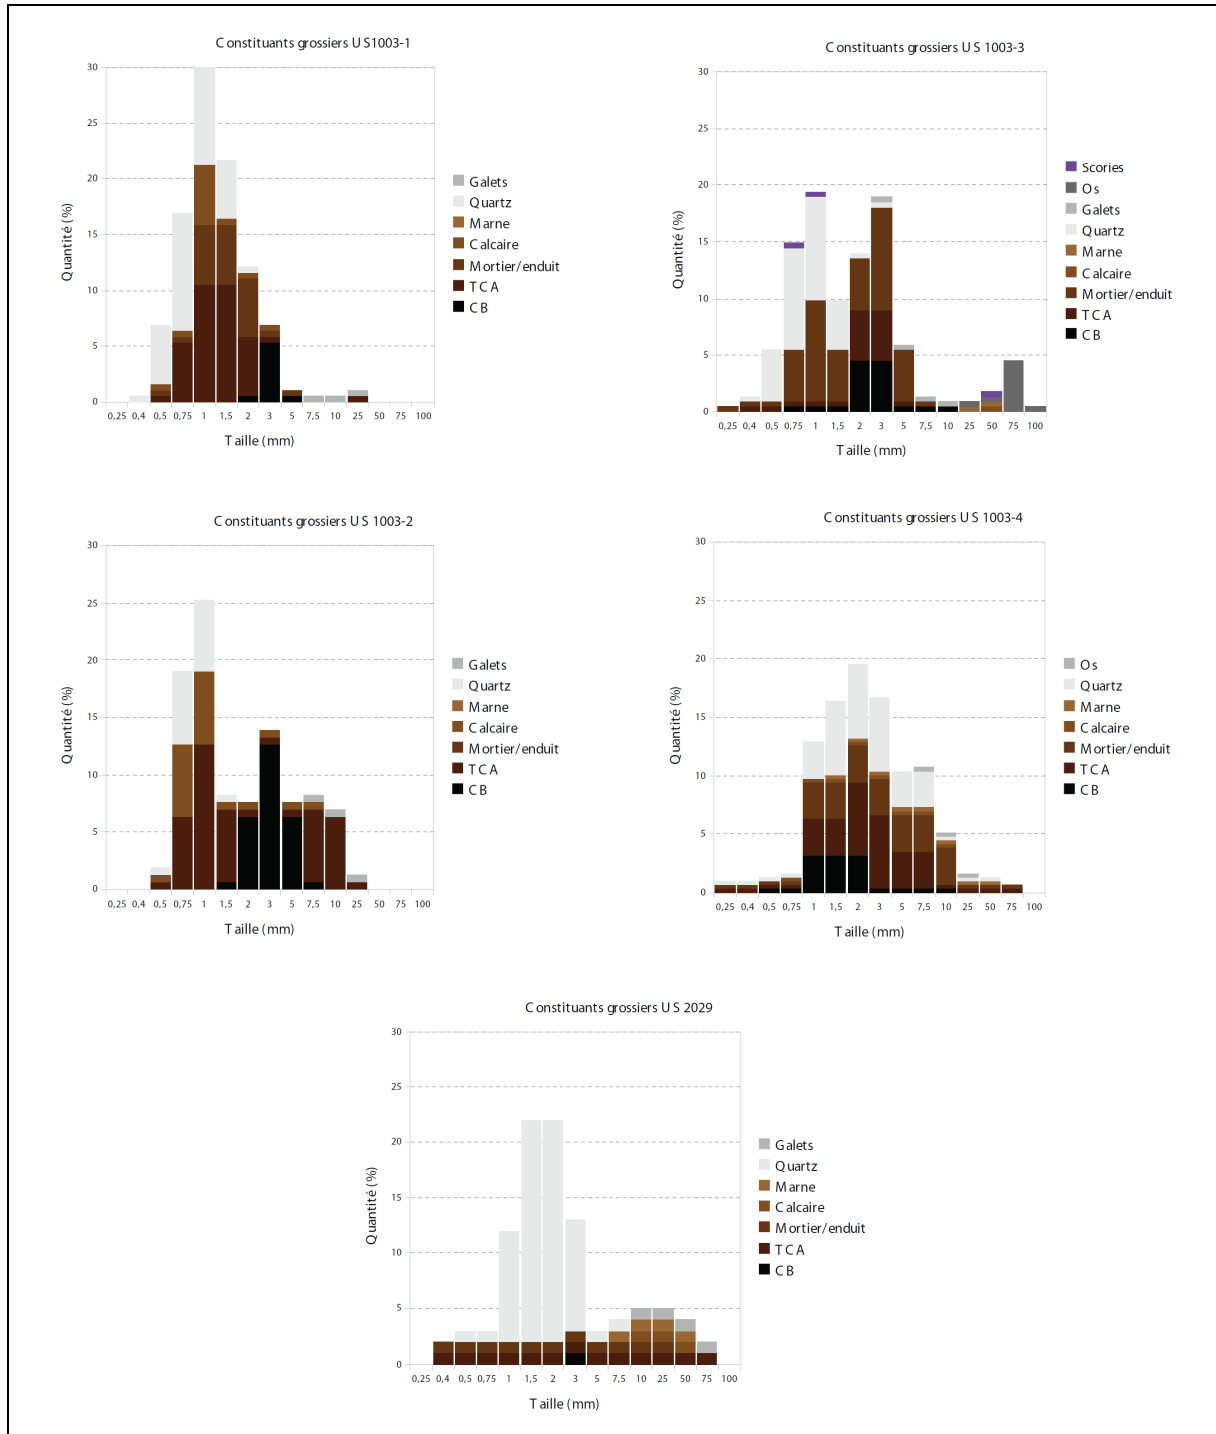 Constituants grossiers US1003-1
30
25
20
15
10
5
0
Quantité (%)
0,25 0,4 0,5 0,75 1 1,5 2 3 5 7,5 10 25 50 75 100
Taille (mm)
Galets
Quartz
Marne
Calcaire
Mortier/enduit
TCA
CB
Constituants grossiers US 1003-3
30
25
20
15
10
5
0
Quantité (%)
0,25 0,4 0,5 0,75 1 1,5 2 3 5 7,5 10 25 50 75 100
Taille (mm)
Scories
Os
Galets
Quartz
Marne
Calcaire
Mortier/enduit
TCA
CB
Constituants grossiers US 1003-2
30
25
20
15
10
5
0
Quantité (%)
0,25 0,4 0,5 0,75 1 1,5 2 3 5 7,5 10 25 50 75 100
Taille (mm)
Galets
Quartz
Marne
Calcaire
Mortier/enduit
TCA
CB
Constituants grossiers US 1003-4
30
25
20
15
10
5
0
Quantité (%)
0,25 0,4 0,5 0,75 1 1,5 2 3 5 7,5 10 25 50 75 100
Taille (mm)
Os
Quartz
Marne
Calcaire
Mortier/enduit
TCA
CB
Constituants grossiers US 2029
30
25
20
15
10
5
0
Quantité (%)
0,25 0,4 0,5 0,75 1 1,5 2 3 5 7,5 10 25 50 75 100
Taille (mm)
Galets
Quartz
Marne
Calcaire
Mortier/enduit
TCA
CB